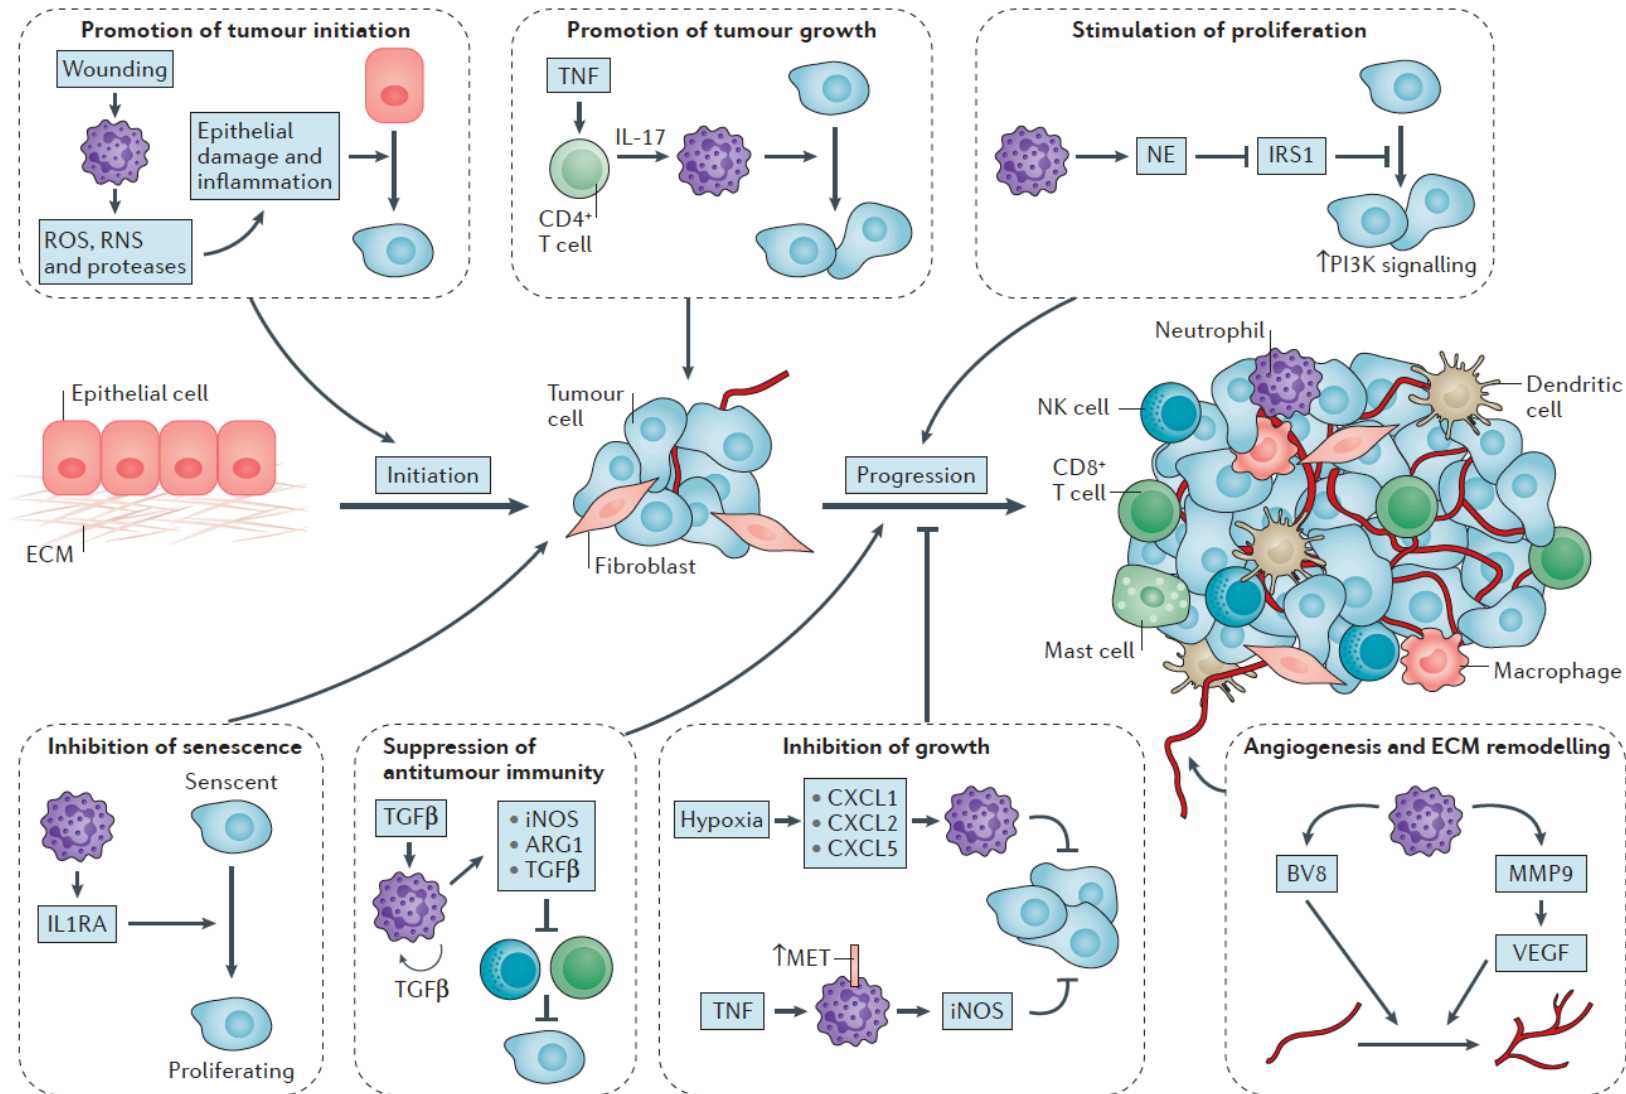 Promotion of tumour initiation
Wounding
Epithelial
damage and
inflammation
ROS, RNS
and proteases
Promotion of tumour growth
TNF
IL-17
CD4+
T cell
Stimulation of proliferation
NE
IRS1
↑PI3K signalling
Epithelial cell
ECM
Initiation
Tumour
cell
Fibroblast
Progression
Neutrophil
NK cell
CD8+
T cell
Mast cell
Dendritic
cell
Macrophage
Inhibition of senescence
Senscent
IL1RA
Proliferating
Suppression of
antitumour immunity
TGFβ
• iNOS
• ARG1
• TGFβ
TGFβ
Inhibition of growth
Hypoxia
• CXCL1
• CXCL2
• CXCL5
↑MET
TNF
iNOS
Angiogenesis and ECM remodelling
BV8
MMP9
VEGF